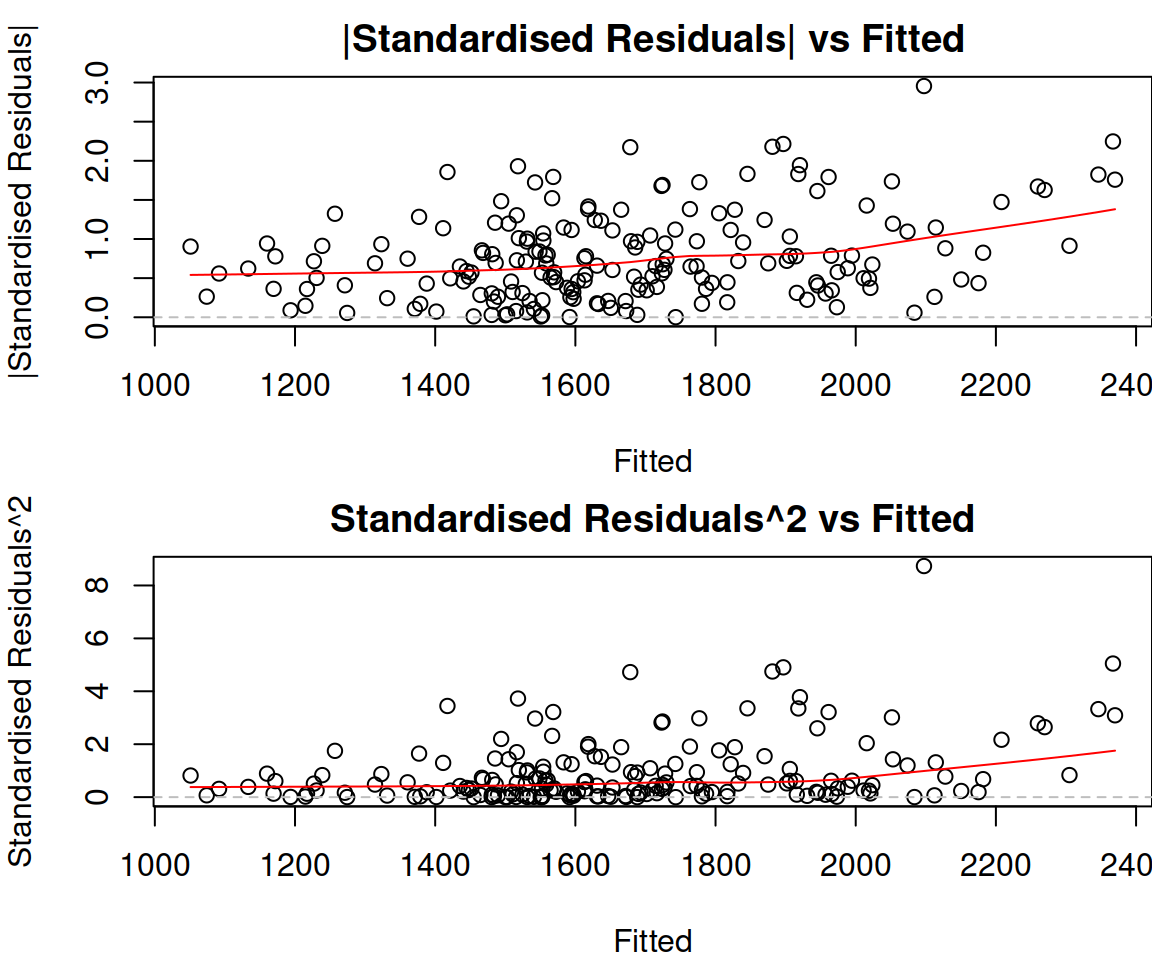 |Standardised Residuals| vs Fitted
|Standardised Residuals|
3.0
2.0
1.0
0.0
1000 1200 1400 1600 1800 2000 2200 240
Fitted
Standardised Residuals^2 vs Fitted
Standardised Residuals^2
8
6
4
2
0
1000 1200 1400 1600 1800 2000 2200 240
Fitted